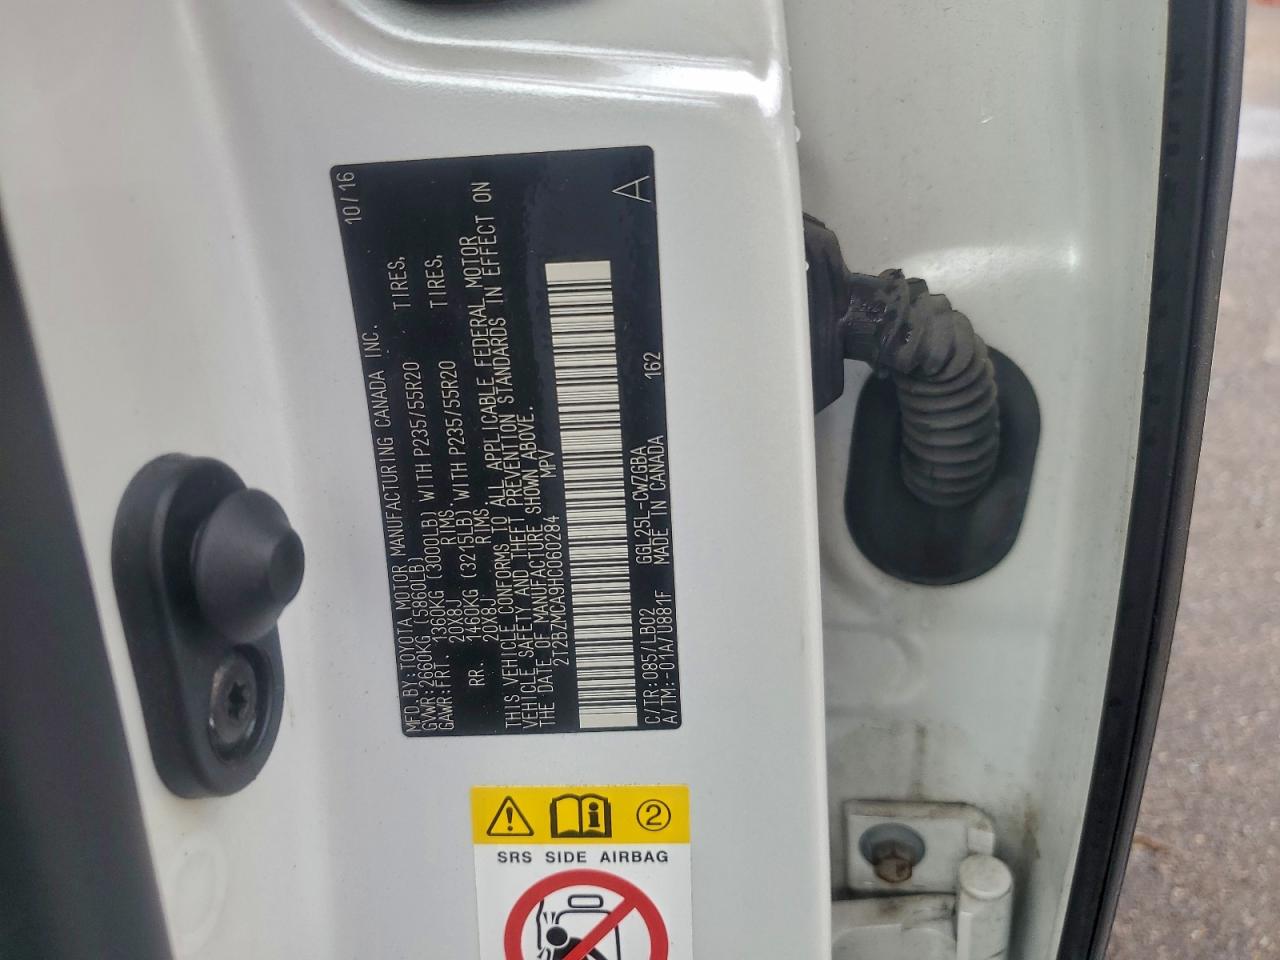 MFD.BY:TOYOTA MOTOR MANUFACTURING CANADA INC. 10/16
GVWR:2660KG (5860LB)
GAWR:FRT. 1360KG (3000LB) WITH P235/55R20 TIRES,
20X8J RIMS.
RR. 1460KG (3215LB) WITH P235/55R20 TIRES,
20X8J RIMS.
THIS VEHICLE CONFORMS TO ALL APPLICABLE FEDERAL MOTOR
VEHICLE SAFETY AND THEFT PREVENTION STANDARDS IN EFFECT ON
THE DATE OF MANUFACTURE SHOWN ABOVE.
2T2BZMCA9HC060284 MPV
C/TR:085/LB02 GGL25L-CWZGBA 162 A
A/TM:-01A/U881F MADE IN CANADA
2
SRS SIDE AIRBAG